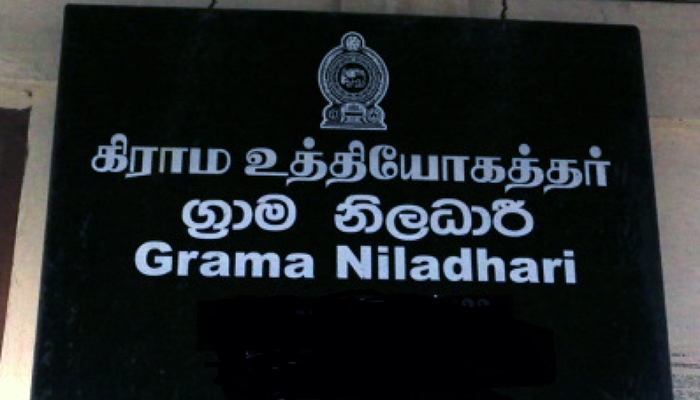 கிராம உத்தியோகத்தர்
ග්‍රාම නිලධාරී
Grama Niladhari